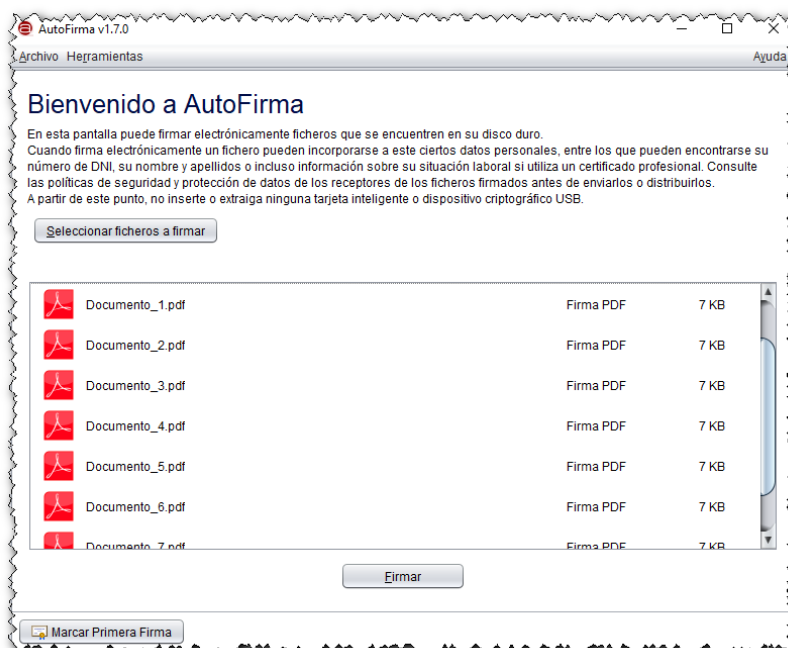 AutoFirma v1.7.0
Archivo Herramientas Ayuda
Bienvenido a AutoFirma
En esta pantalla puede firmar electrónicamente ficheros que se encuentren en su disco duro.
Cuando firma electrónicamente un fichero pueden incorporarse a este ciertos datos personales, entre los que pueden encontrarse su
número de DNI, su nombre y apellidos o incluso información sobre su situación laboral si utiliza un certificado profesional. Consulte
las políticas de seguridad y protección de datos de los receptores de los ficheros firmados antes de enviarlos o distribuirlos.
A partir de este punto, no inserte o extraiga ninguna tarjeta inteligente o dispositivo criptográfico USB.
Seleccionar ficheros a firmar
Documento_1.pdf Firma PDF 7 KB
Documento_2.pdf Firma PDF 7 KB
Documento_3.pdf Firma PDF 7 KB
Documento_4.pdf Firma PDF 7 KB
Documento_5.pdf Firma PDF 7 KB
Documento_6.pdf Firma PDF 7 KB
Documento_7.pdf Firma PDF 7 KB
Firmar
Marcar Primera Firma